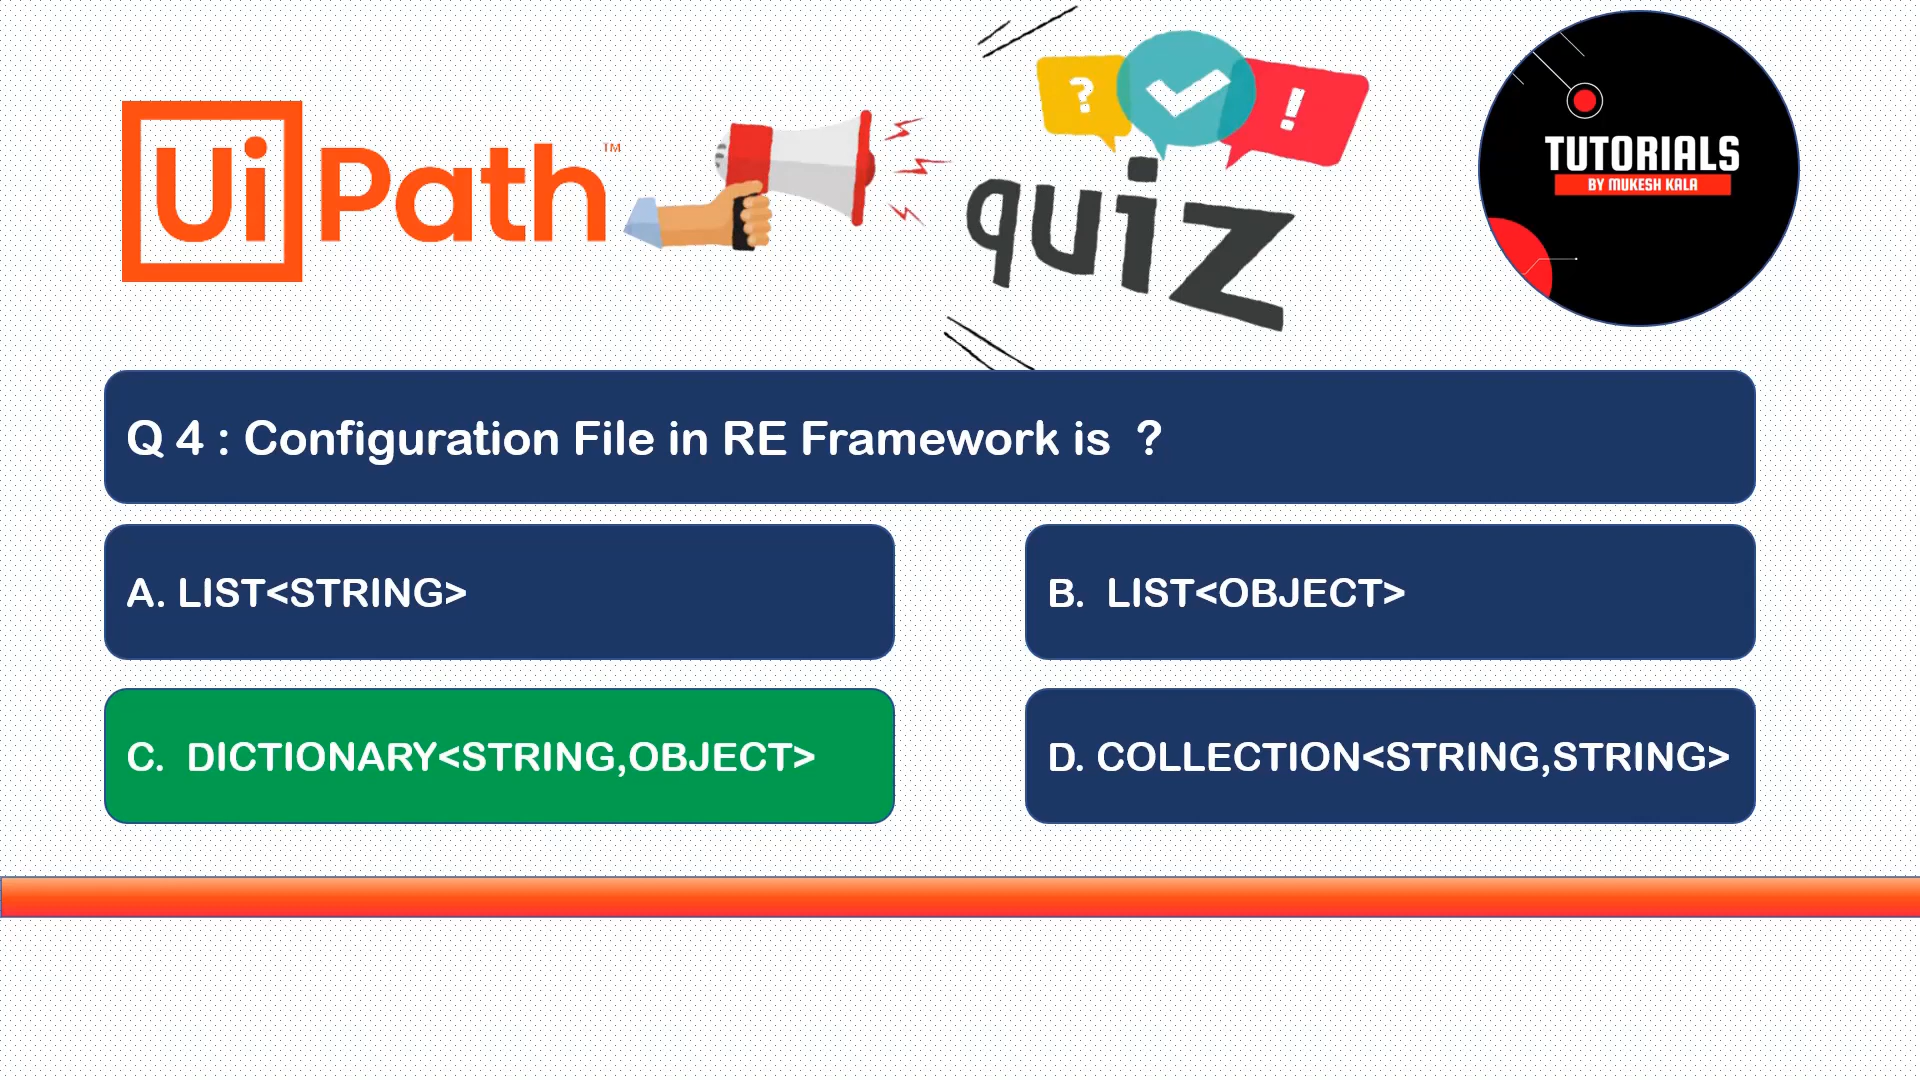 UiPath™
?
!
quiz
TUTORIALS
BY MUKESH KALA
Q 4 : Configuration File in RE Framework is ?
A. LIST<STRING>
B. LIST<OBJECT>
C. DICTIONARY<STRING,OBJECT>
D. COLLECTION<STRING,STRING>